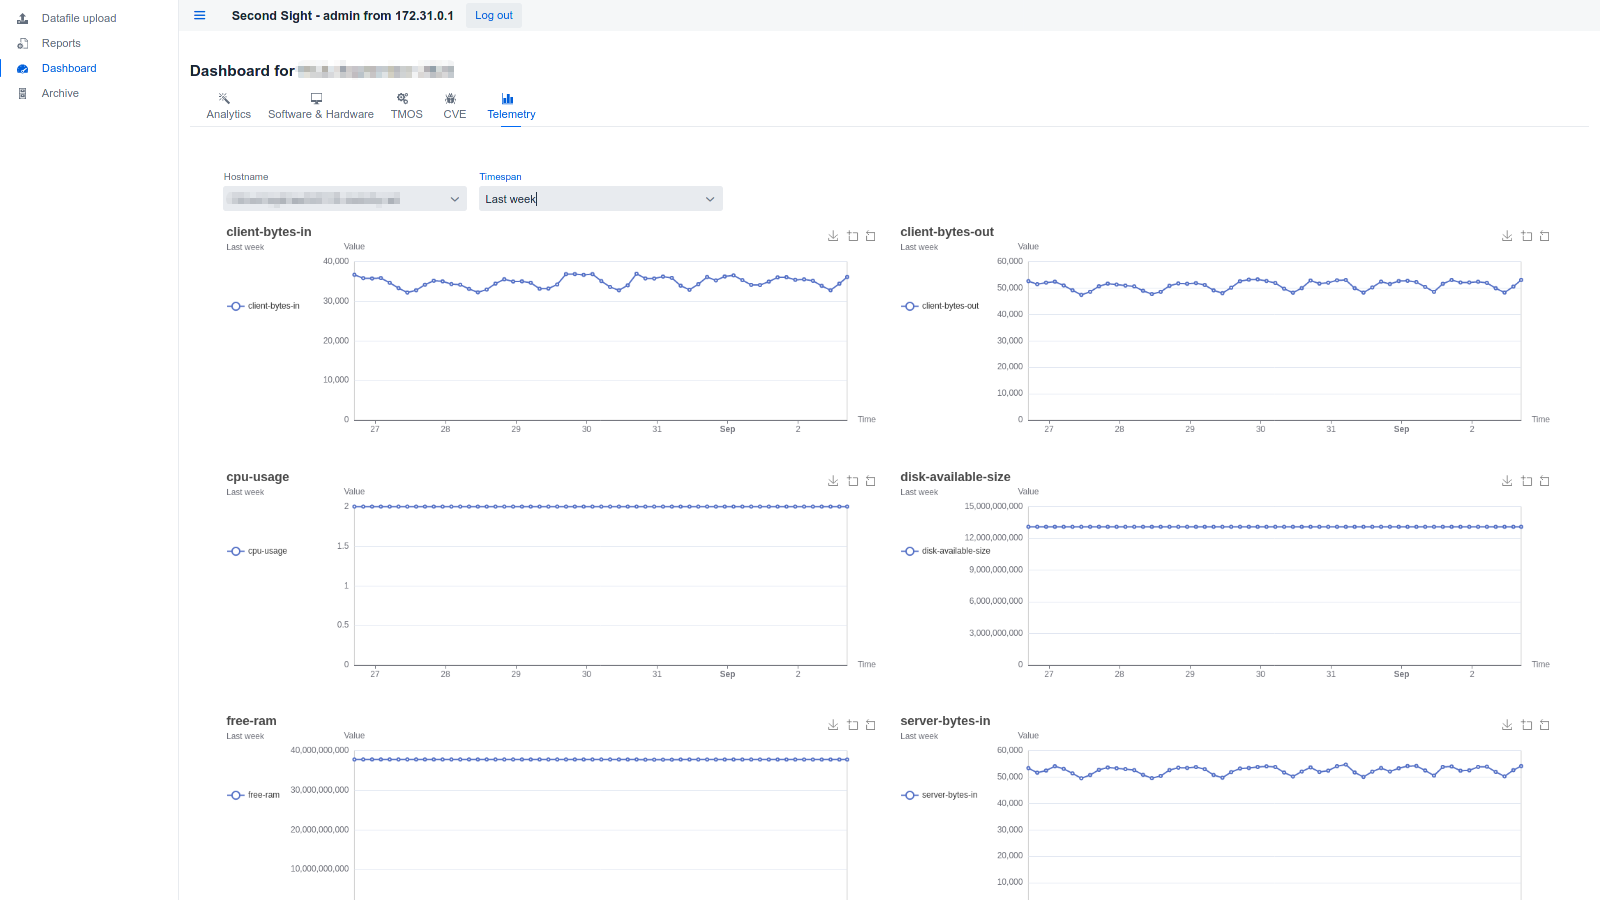 Datafile upload
Reports
Dashboard
Archive
Second Sight - admin from 172.31.0.1
Log out
Dashboard for
Analytics
Software & Hardware
TMOS
CVE
Telemetry
Hostname
Timespan
Last week
client-bytes-in
Last week
Value
client-bytes-in
40,000
30,000
20,000
10,000
0
27 28 29 30 31 Sep 2
Time
client-bytes-out
Last week
Value
client-bytes-out
60,000
50,000
40,000
30,000
20,000
10,000
0
27 28 29 30 31 Sep 2
Time
cpu-usage
Last week
Value
cpu-usage
2
1.5
1
0.5
0
27 28 29 30 31 Sep 2
Time
disk-available-size
Last week
Value
disk-available-size
15,000,000,000
12,000,000,000
9,000,000,000
6,000,000,000
3,000,000,000
0
27 28 29 30 31 Sep 2
Time
free-ram
Last week
Value
free-ram
40,000,000,000
30,000,000,000
20,000,000,000
10,000,000,000
server-bytes-in
Last week
Value
server-bytes-in
60,000
50,000
40,000
30,000
20,000
10,000